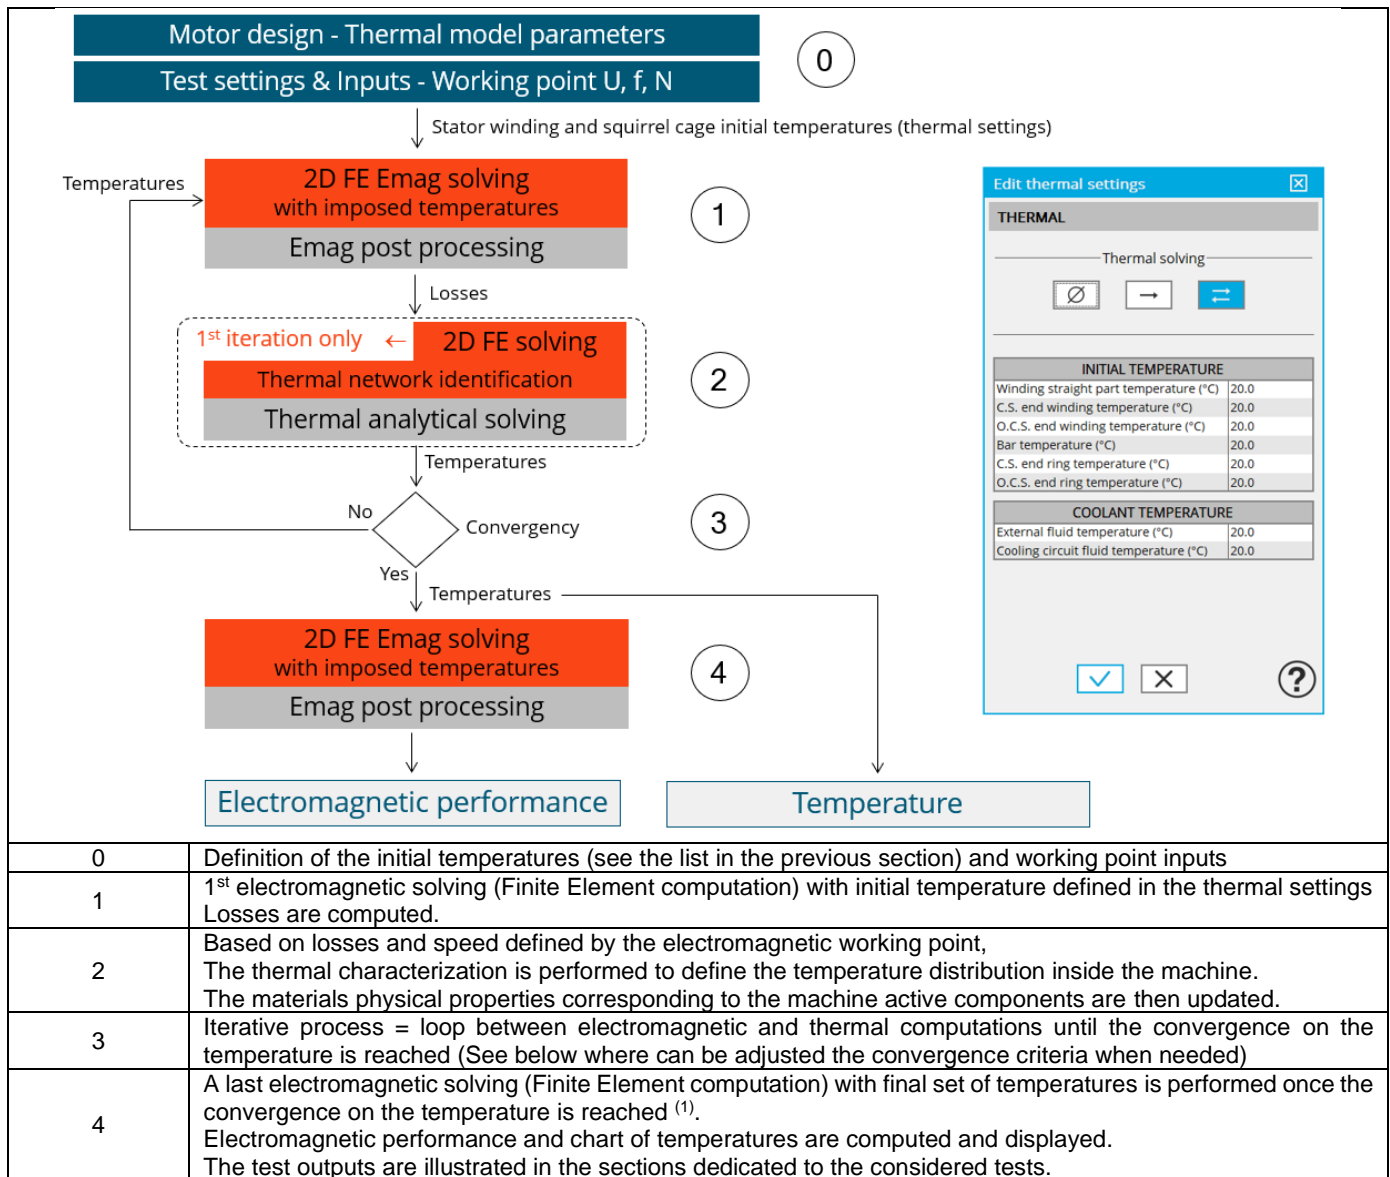 Motor design - Thermal model parameters
0
Test settings & Inputs - Working point U, f, N
Stator winding and squirrel cage initial temperatures (thermal settings)
Temperatures
2D FE Emag solving
with imposed temperatures
1
Emag post processing
Losses
1st iteration only ←
2D FE solving
Thermal network identification
2
Thermal analytical solving
Temperatures
No
Convergency
3
Yes
Temperatures
2D FE Emag solving
with imposed temperatures
4
Emag post processing
Electromagnetic performance
Temperature
Edit thermal settings
THERMAL
Thermal solving
INITIAL TEMPERATURE
Winding straight part temperature (°C) 20.0
C.S. end winding temperature (°C) 20.0
O.C.S. end winding temperature (°C) 20.0
Bar temperature (°C) 20.0
C.S. end ring temperature (°C) 20.0
O.C.S. end ring temperature (°C) 20.0
COOLANT TEMPERATURE
External fluid temperature (°C) 20.0
Cooling circuit fluid temperature (°C) 20.0
?
0 Definition of the initial temperatures (see the list in the previous section) and working point inputs
1 1st electromagnetic solving (Finite Element computation) with initial temperature defined in the thermal settings
Losses are computed.
2 Based on losses and speed defined by the electromagnetic working point,
The thermal characterization is performed to define the temperature distribution inside the machine.
The materials physical properties corresponding to the machine active components are then updated.
3 Iterative process = loop between electromagnetic and thermal computations until the convergence on the
temperature is reached (See below where can be adjusted the convergence criteria when needed)
4 A last electromagnetic solving (Finite Element computation) with final set of temperatures is performed once the
convergence on the temperature is reached (1).
Electromagnetic performance and chart of temperatures are computed and displayed.
The test outputs are illustrated in the sections dedicated to the considered tests.